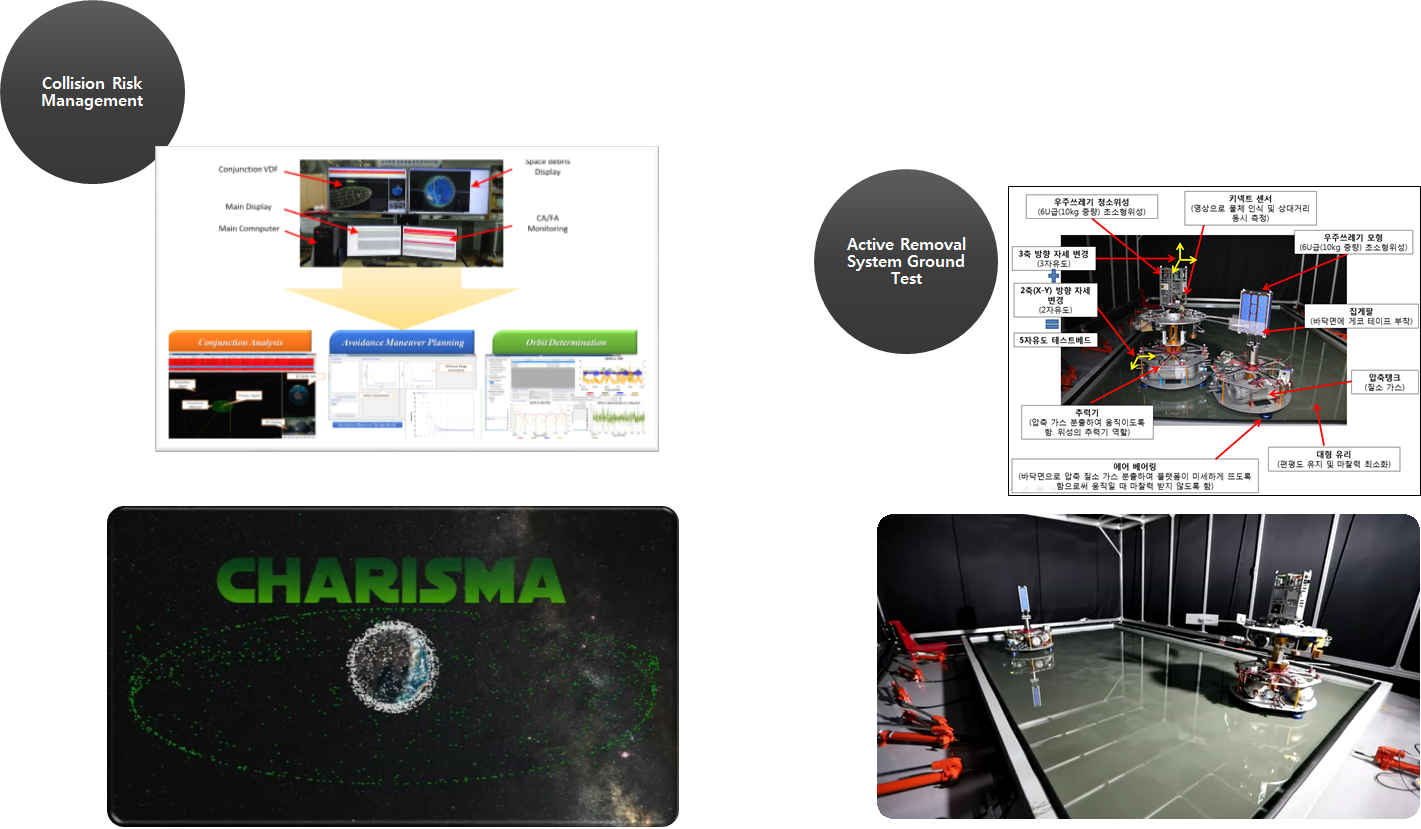 Collision Risk
Management
Conjunction VDF
Main Display
Main Comnputer
Space Debris
Display
CA/FA
Monitoring
Conjunction Analysis
Avoidance Maneuver Planning
Orbit Determination
CHARISMA
Active Removal
System Ground
Test
우주쓰레기 청소위성
(6U급(10kg 중량) 초소형위성)
키넥트 센서
(영상으로 물체 인식 및 상대거리
동시 측정)
우주쓰레기 모형
(6U급(10kg 중량) 초소형위성)
3축 방향 자세 변경
(3자유도)
2축(X-Y) 방향 자세
변경
(2자유도)
5자유도 테스트베드
집게팔
(바닥면에 게코 테이프 부착)
압축탱크
(질소 가스)
주력기
(압축 가스 분출하여 움직이도록
함. 위성의 주력기 역할)
대형 유리
(편평도 유지 및 마찰력 최소화)
에어 베어링
(바닥면으로 압축 질소 가스 분출하여 플랫폼이 미세하게 뜨도록
함으로써 움직일 때 마찰력 받지 않도록 함)